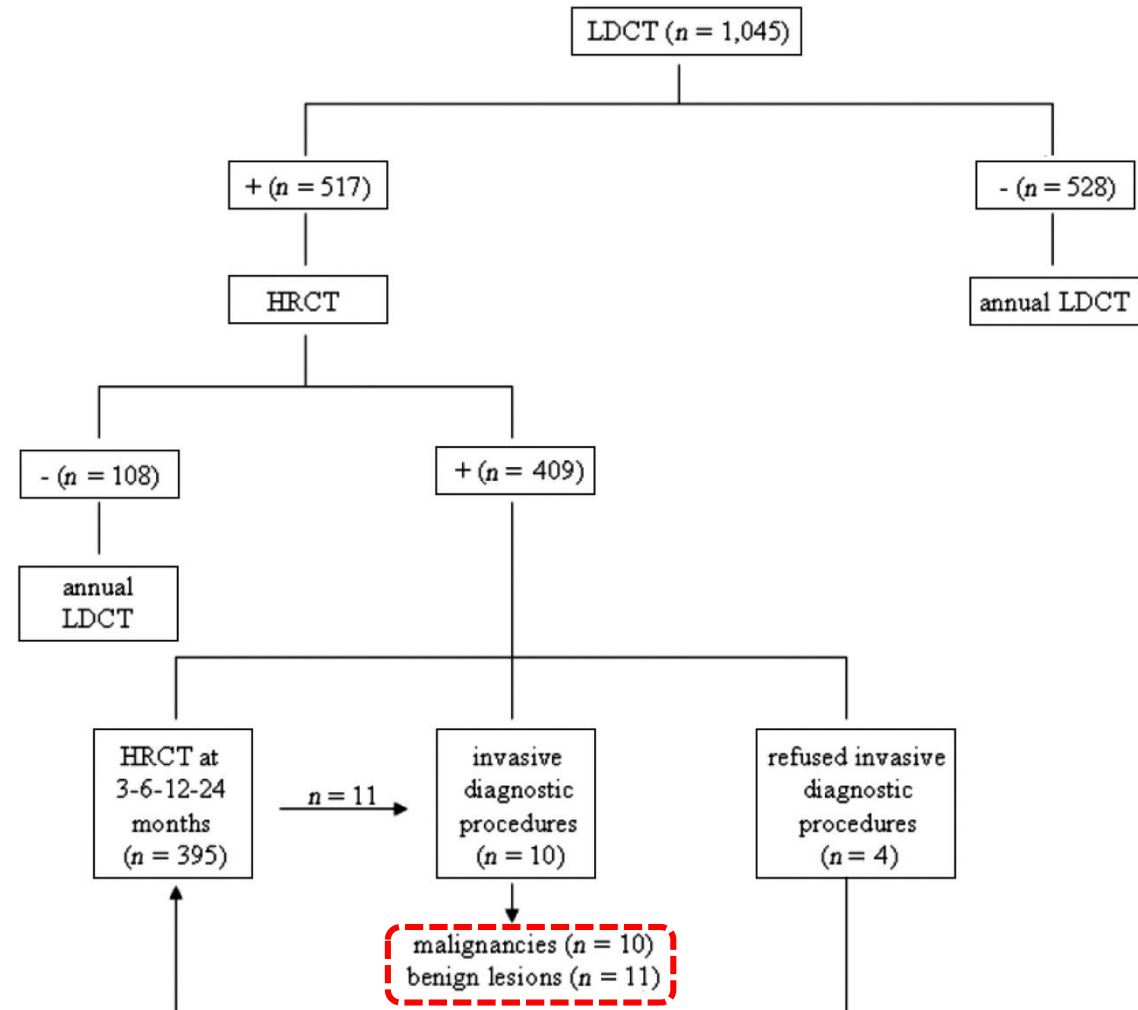 LDCT (n = 1,045)
+ (n = 517)
- (n = 528)
HRCT
annual LDCT
- (n = 108)
+ (n = 409)
annual
LDCT
HRCT at
3-6-12-24
months
(n = 395)
n = 11
invasive
diagnostic
procedures
(n = 10)
refused invasive
diagnostic
procedures
(n = 4)
malignancies (n = 10)
benign lesions (n = 11)